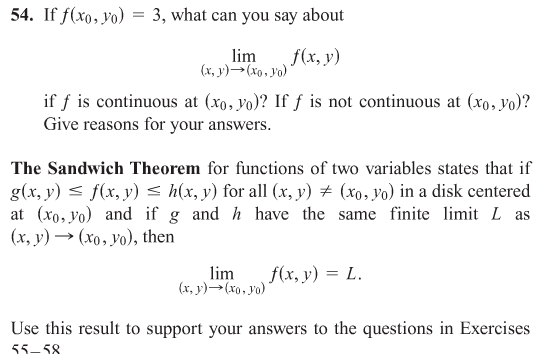 54. If f(x₀, y₀) = 3, what can you say about
lim f(x, y)
(x, y)→(x₀, y₀)
if f is continuous at (x₀, y₀)? If f is not continuous at (x₀, y₀)?
Give reasons for your answers.
The Sandwich Theorem for functions of two variables states that if
g(x, y) ≤ f(x, y) ≤ h(x, y) for all (x, y) ≠ (x₀, y₀) in a disk centered
at (x₀, y₀) and if g and h have the same finite limit L as
(x, y) → (x₀, y₀), then
lim f(x, y) = L.
(x, y)→(x₀, y₀)
Use this result to support your answers to the questions in Exercises
55–58.